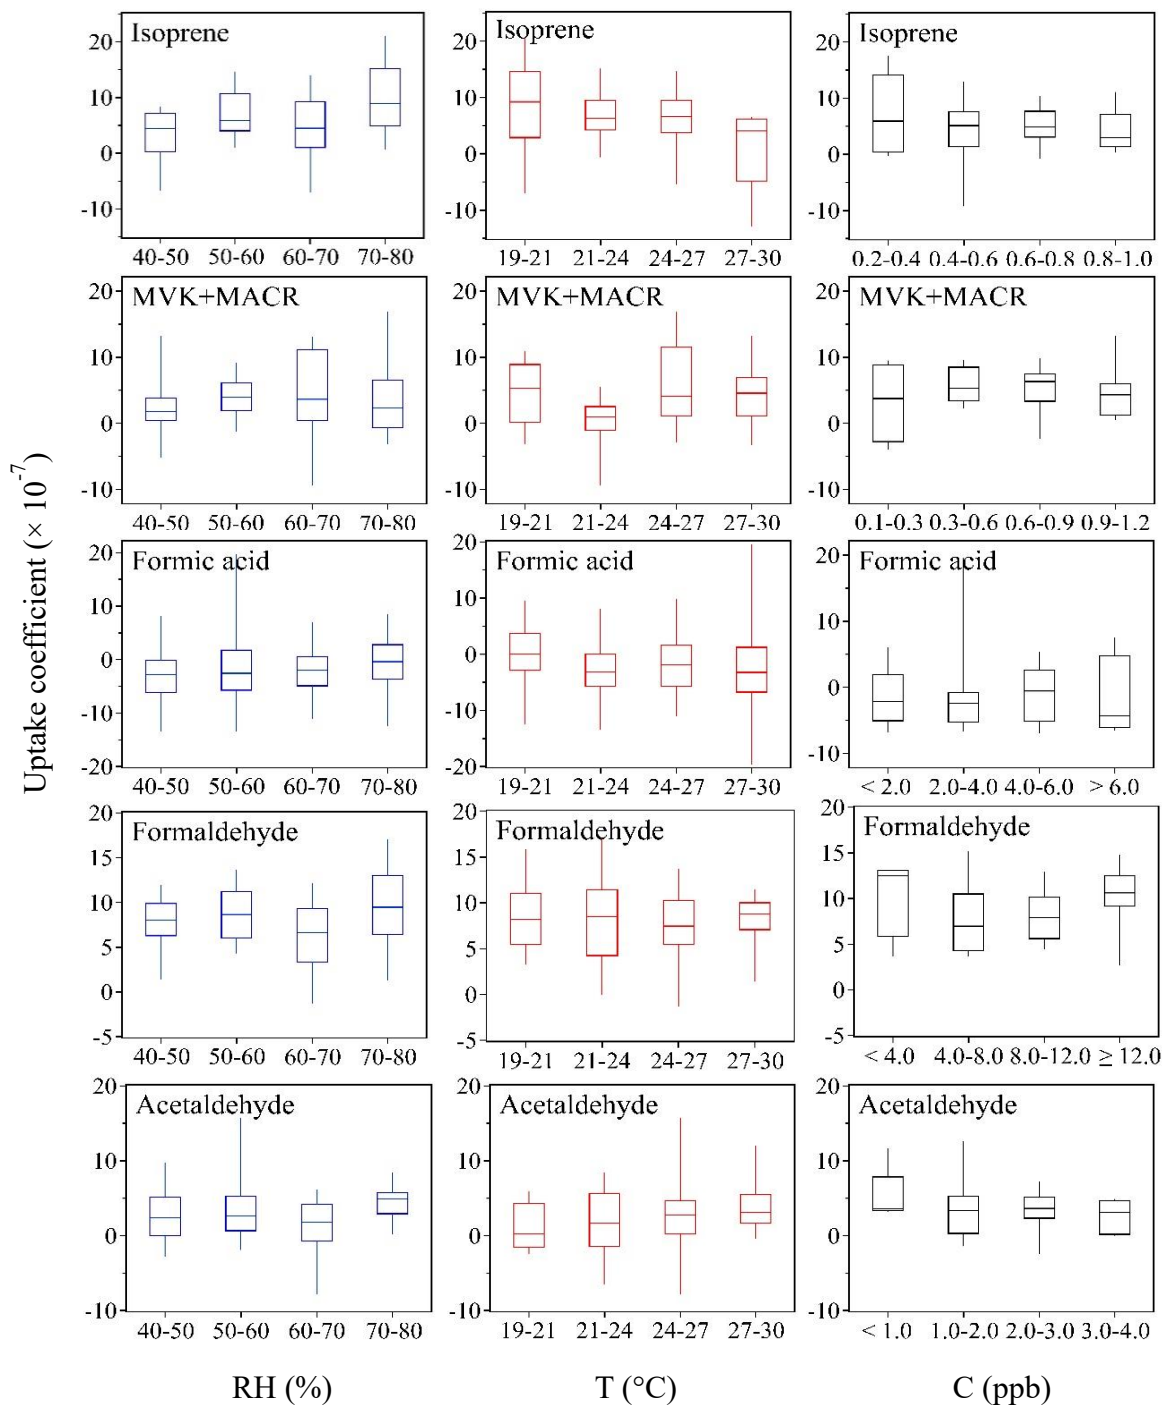 Uptake coefficient (× 10⁻⁷)
Isoprene
20
10
0
-10
40-50 50-60 60-70 70-80
Isoprene
20
10
0
-10
19-21 21-24 24-27 27-30
Isoprene
20
10
0
-10
0.2-0.4 0.4-0.6 0.6-0.8 0.8-1.0
MVK+MACR
20
10
0
-10
40-50 50-60 60-70 70-80
MVK+MACR
20
10
0
-10
19-21 21-24 24-27 27-30
MVK+MACR
20
10
0
-10
0.1-0.3 0.3-0.6 0.6-0.9 0.9-1.2
Formic acid
20
10
0
-10
-20
40-50 50-60 60-70 70-80
Formic acid
20
10
0
-10
-20
19-21 21-24 24-27 27-30
Formic acid
20
10
0
-10
< 2.0 2.0-4.0 4.0-6.0 > 6.0
Formaldehyde
20
15
10
5
0
-5
40-50 50-60 60-70 70-80
Formaldehyde
20
15
10
5
0
-5
19-21 21-24 24-27 27-30
Formaldehyde
20
15
10
5
0
-5
< 4.0 4.0-8.0 8.0-12.0 ≥ 12.0
Acetaldehyde
20
10
0
-10
40-50 50-60 60-70 70-80
Acetaldehyde
20
10
0
-10
19-21 21-24 24-27 27-30
Acetaldehyde
20
10
0
-10
< 1.0 1.0-2.0 2.0-3.0 3.0-4.0
RH (%)
T (°C)
C (ppb)